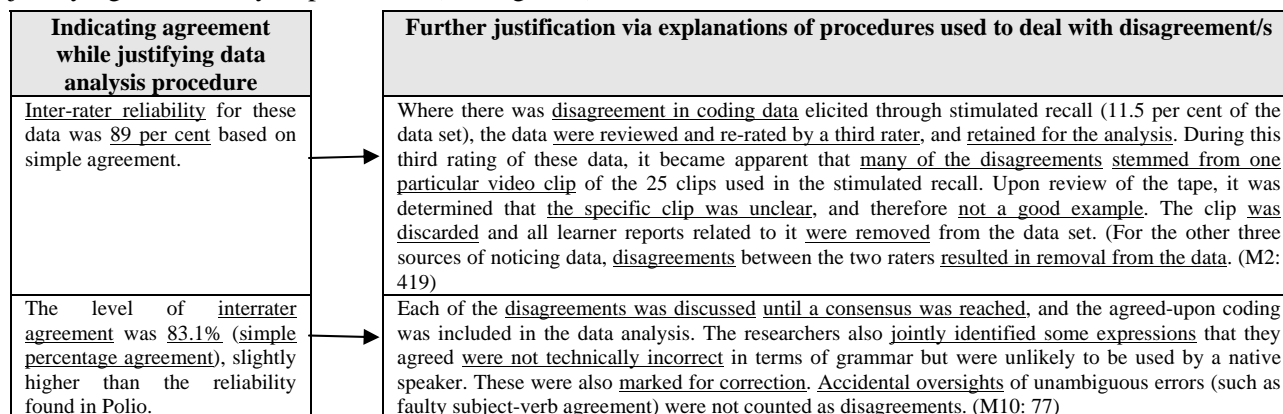 Indicating agreement
while justifying data
analysis procedure
Further justification via explanations of procedures used to deal with disagreement/s
Inter-rater reliability for these
data was 89 per cent based on
simple agreement.
Where there was disagreement in coding data elicited through stimulated recall (11.5 per cent of the
data set), the data were reviewed and re-rated by a third rater, and retained for the analysis. During this
third rating of these data, it became apparent that many of the disagreements stemmed from one
particular video clip of the 25 clips used in the stimulated recall. Upon review of the tape, it was
determined that the specific clip was unclear, and therefore not a good example. The clip was
discarded and all learner reports related to it were removed from the data set. (For the other three
sources of noticing data, disagreements between the two raters resulted in removal from the data. (M2:
419)
The level of interrater
agreement was 83.1% (simple
percentage agreement), slightly
higher than the reliability
found in Polio.
Each of the disagreements was discussed until a consensus was reached, and the agreed-upon coding
was included in the data analysis. The researchers also jointly identified some expressions that they
agreed were not technically incorrect in terms of grammar but were unlikely to be used by a native
speaker. These were also marked for correction. Accidental oversights of unambiguous errors (such as
faulty subject-verb agreement) were not counted as disagreements. (M10: 77)